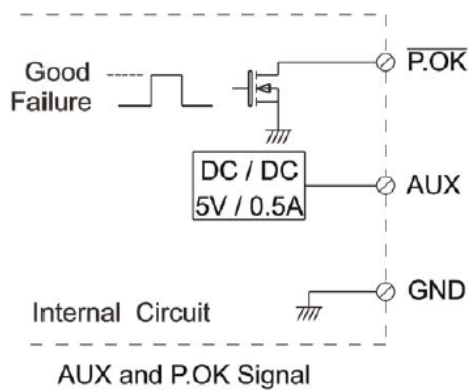 Good
Failure
P.OK
DC / DC
5V / 0.5A
AUX
GND
Internal Circuit
AUX and P.OK Signal